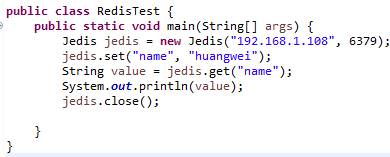 public class RedisTest {
    public static void main(String[] args) {
        Jedis jedis = new Jedis("192.168.1.108", 6379);
        jedis.set("name", "huangwei");
        String value = jedis.get("name");
        System.out.println(value);
        jedis.close();
    }
}